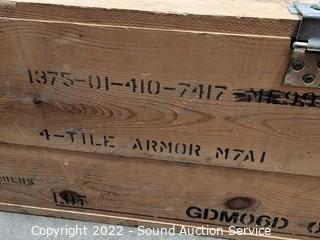 1375-01-410-7417
4-TILE ARMOR M7A1
LOT
GDM06D
Copyright 2022 - Sound Auction Service